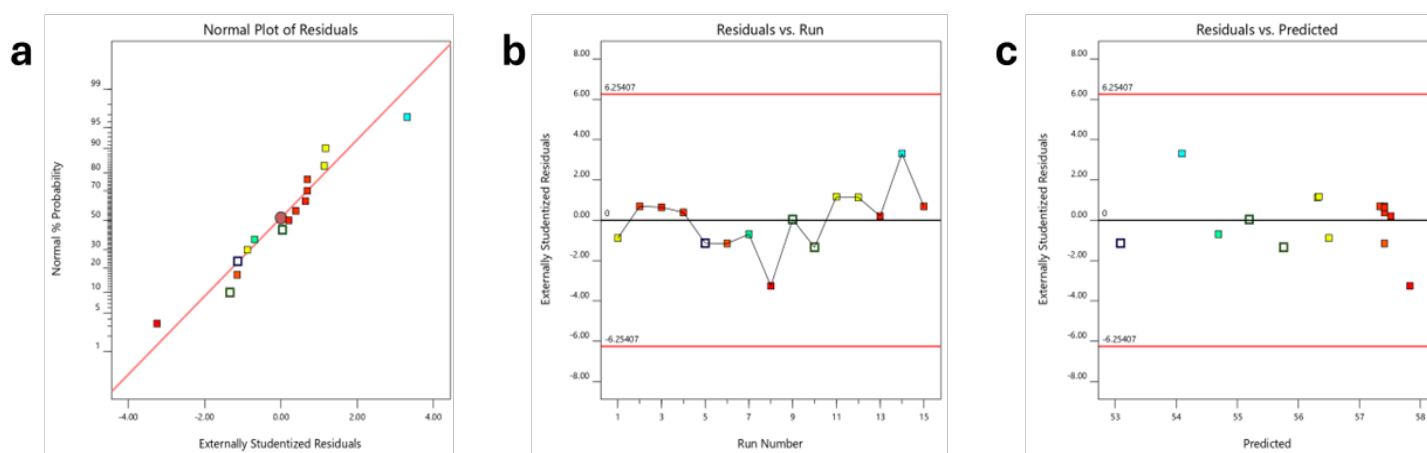 a
Normal Plot of Residuals
Normal % Probability
99
95
90
80
70
50
30
20
10
5
1
-4.00 -2.00 0.00 2.00 4.00
Externally Studentized Residuals
b
Residuals vs. Run
Externally Studentized Residuals
8.00
6.25407
6.00
4.00
2.00
0
0.00
-2.00
-4.00
-6.25407
-6.00
-8.00
1 3 5 7 9 11 13 15
Run Number
c
Residuals vs. Predicted
Externally Studentized Residuals
8.00
6.25407
6.00
4.00
2.00
0
0.00
-2.00
-4.00
-6.25407
-6.00
-8.00
53 54 55 56 57 58
Predicted